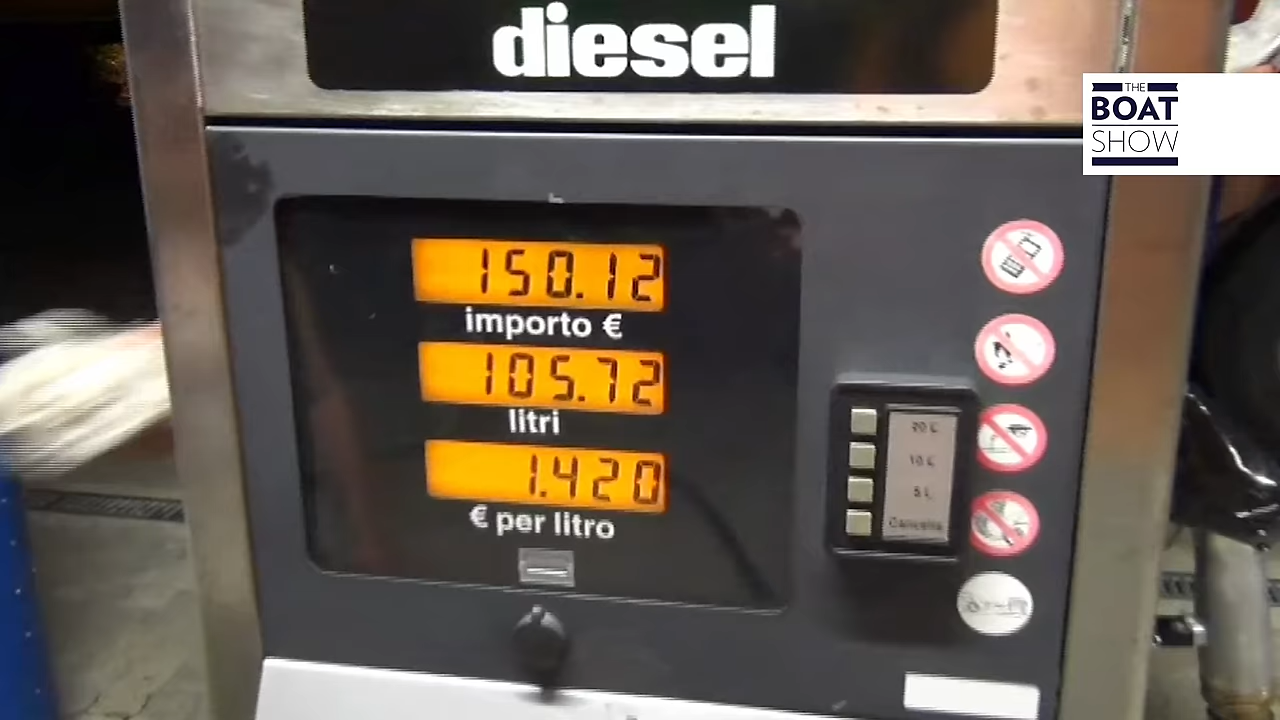 diesel
THE
BOAT
SHOW
150.12
importo €
105.72
litri
1.420
€ per litro
20 £
10 £
5 £
Cancella